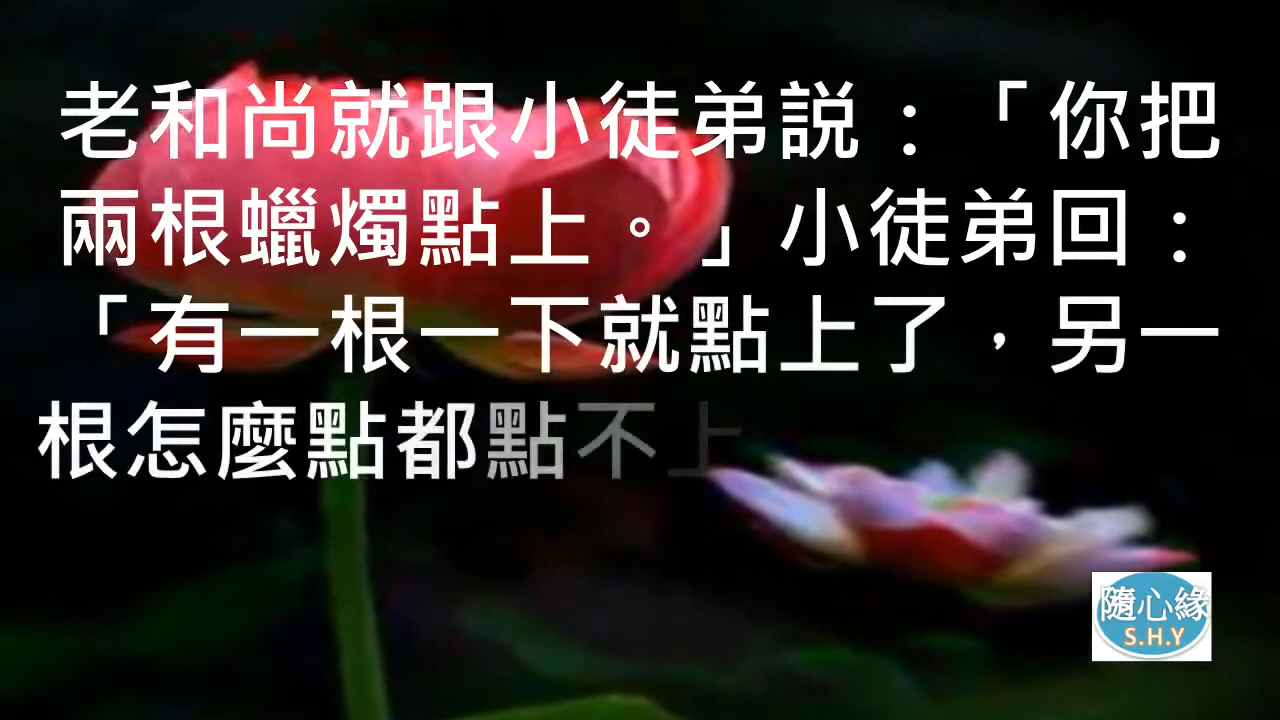 老和尚就跟小徒弟説：「你把
兩根蠟燭點上。」小徒弟回：
「有一根一下就點上了，另一
根怎麼點都點不上
隨心緣
S.H.Y